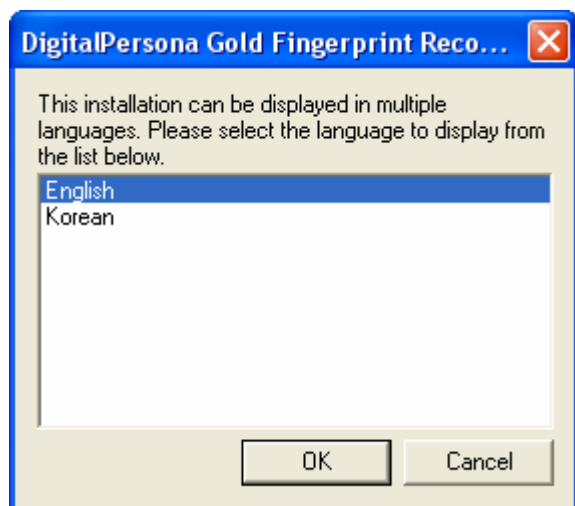 DigitalPersona Gold Fingerprint Reco...
This installation can be displayed in multiple
languages. Please select the language to display from
the list below.
English
Korean
OK
Cancel